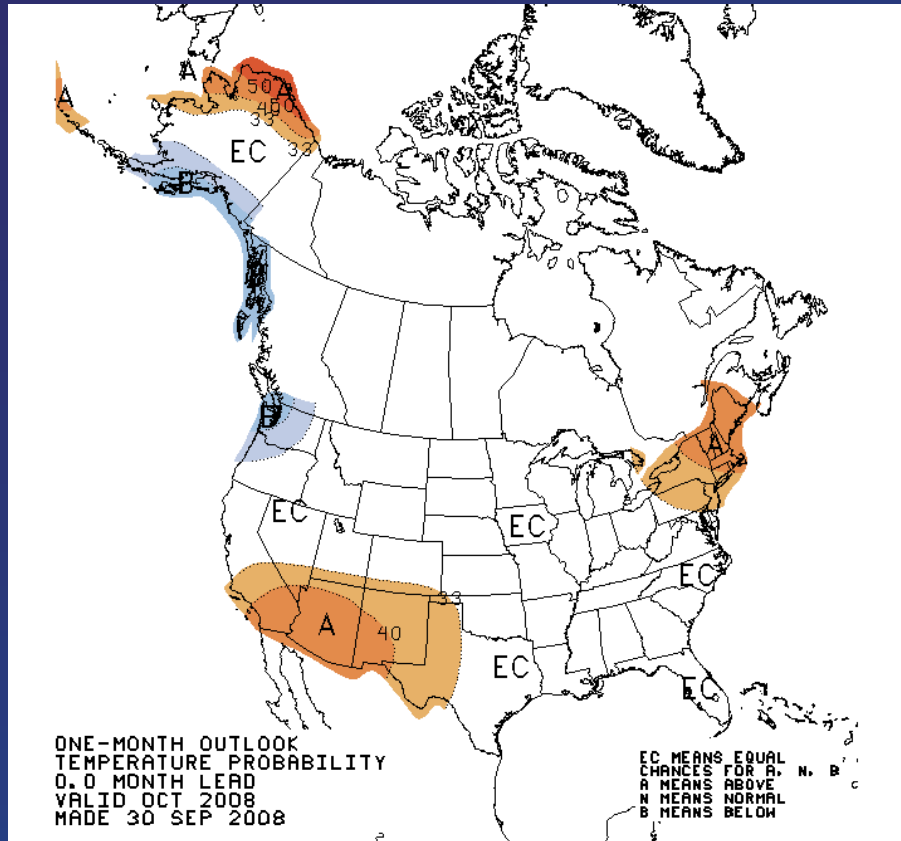 A
A
50
A
40
50
33
EC
33
B
B
EC
EC
A
EC
33
A
40
EC
EC
ONE-MONTH OUTLOOK
TEMPERATURE PROBABILITY
0.0 MONTH LEAD
VALID OCT 2008
MADE 30 SEP 2008
EC MEANS EQUAL
CHANCES FOR A, N, B
A MEANS ABOVE
N MEANS NORMAL
B MEANS BELOW